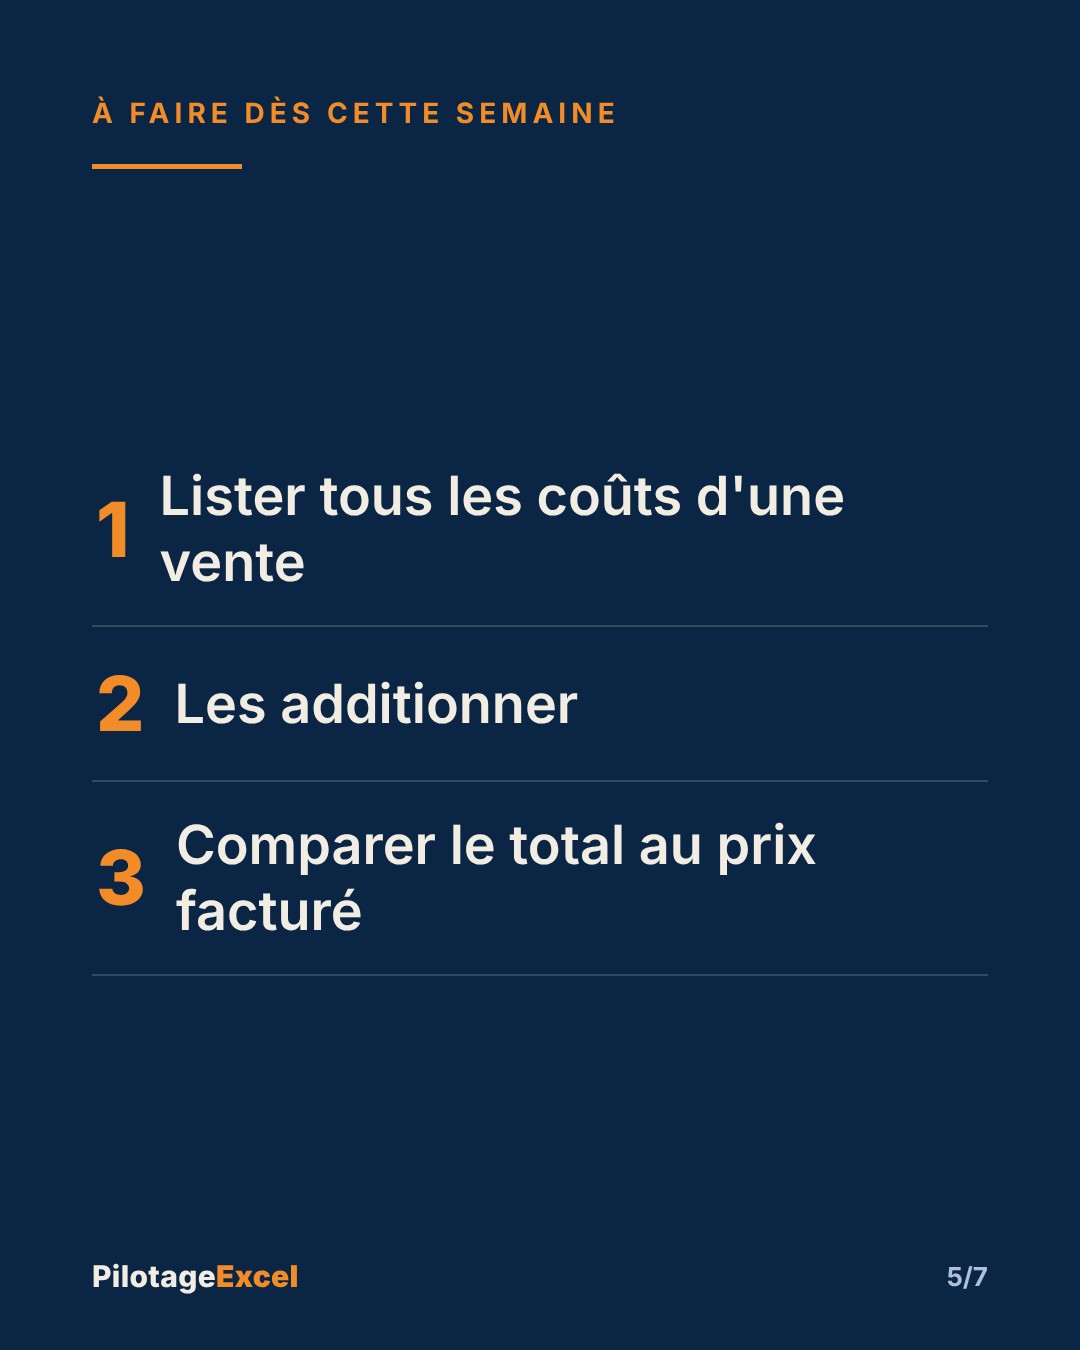 À FAIRE DÈS CETTE SEMAINE
1 Lister tous les coûts d'une
vente
2 Les additionner
3 Comparer le total au prix
facturé
PilotageExcel
5/7